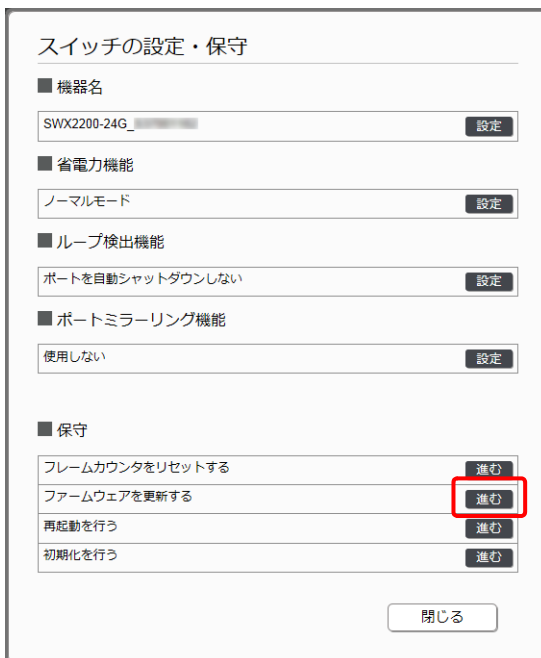 スイッチの設定・保守
■ 機器名
SWX2200-24G_
設定
■ 省電力機能
ノーマルモード
設定
■ ループ検出機能
ポートを自動シャットダウンしない
設定
■ ポートミラーリング機能
使用しない
設定
■ 保守
フレームカウンタをリセットする
進む
ファームウェアを更新する
進む
再起動を行う
進む
初期化を行う
進む
閉じる